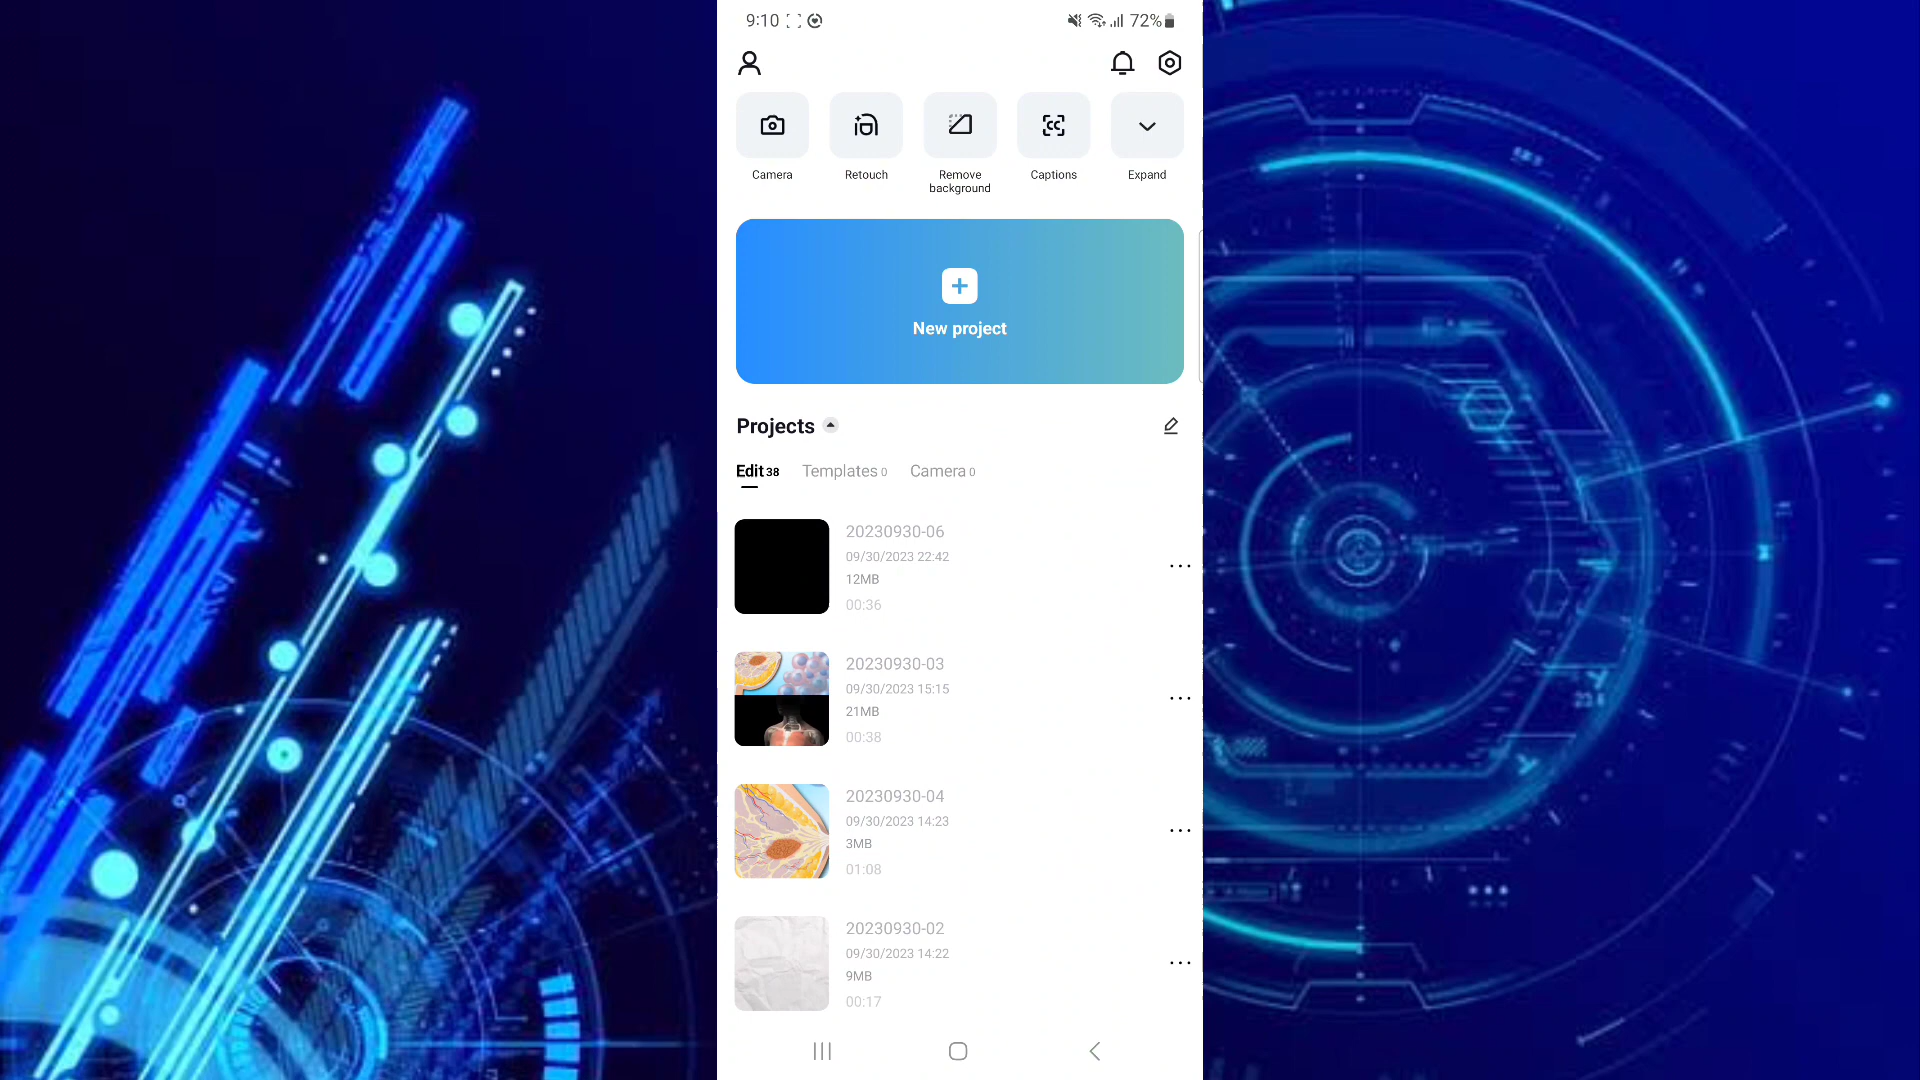 9:10 72%
Camera Retouch Remove Captions Expand
background
New project
Projects
Edit 38 Templates 0 Camera 0
20230930-06
09/30/2023 22:42
12MB
00:36
20230930-03
09/30/2023 15:15
21MB
00:38
20230930-04
09/30/2023 14:23
3MB
01:08
20230930-02
09/30/2023 14:22
9MB
00:17